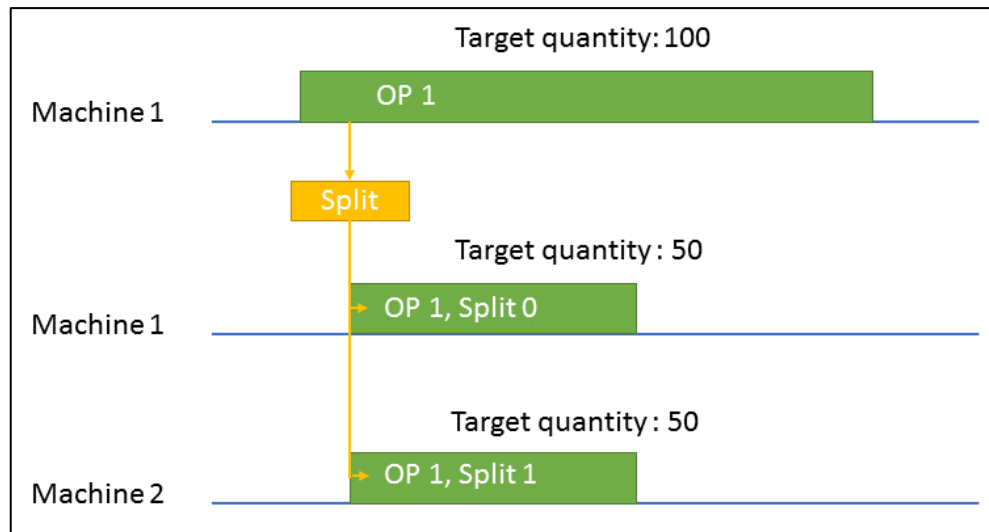 Target quantity: 100
OP 1
Machine 1
Split
Target quantity: 50
OP 1, Split 0
Machine 1
Target quantity: 50
OP 1, Split 1
Machine 2